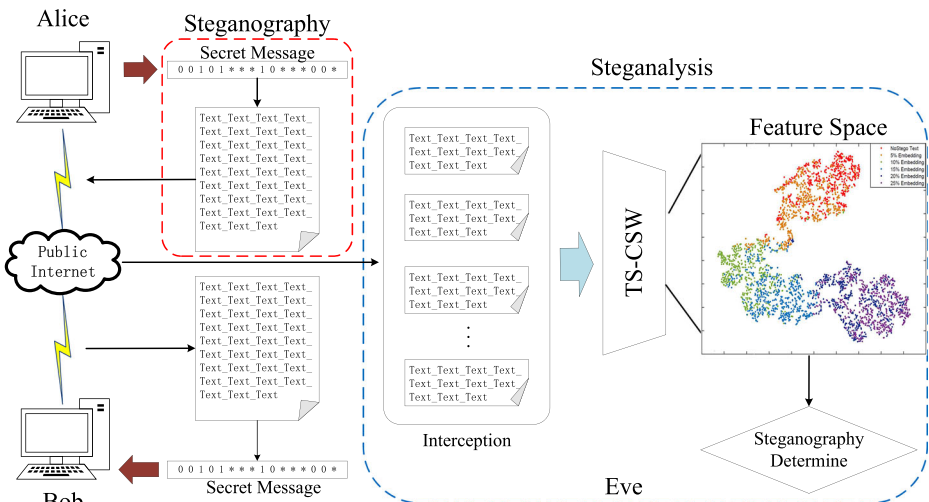 Alice
Steganography
Secret Message
0 0 1 0 1 * * * 1 0 * * * 0 0 *
Text_Text_Text_Text_
Text_Text_Text_Text_
Text_Text_Text_Text_
Text_Text_Text_Text_
Text_Text_Text_Text_
Text_Text_Text_Text_
Text_Text_Text_Text_
Text_Text_Text_Text_
Text_Text_Text
Public
Internet
Text_Text_Text_Text_
Text_Text_Text_Text_
Text_Text_Text_Text_
Text_Text_Text_Text_
Text_Text_Text_Text_
Text_Text_Text_Text_
Text_Text_Text_Text_
Text_Text_Text_Text_
Text_Text_Text
0 0 1 0 1 * * * 1 0 * * * 0 0 *
Secret Message
Bob
Steganalysis
Text_Text_Text_Text_
Text_Text_Text_Text_
Text_Text_Text
Text_Text_Text_Text_
Text_Text_Text_Text_
Text_Text_Text
Text_Text_Text_Text_
Text_Text_Text_Text_
Text_Text_Text
Text_Text_Text_Text_
Text_Text_Text_Text_
Text_Text_Text
Interception
TS-CSW
Feature Space
NoStego Text
5% Embedding
10% Embedding
15% Embedding
20% Embedding
25% Embedding
Steganography
Determine
Eve